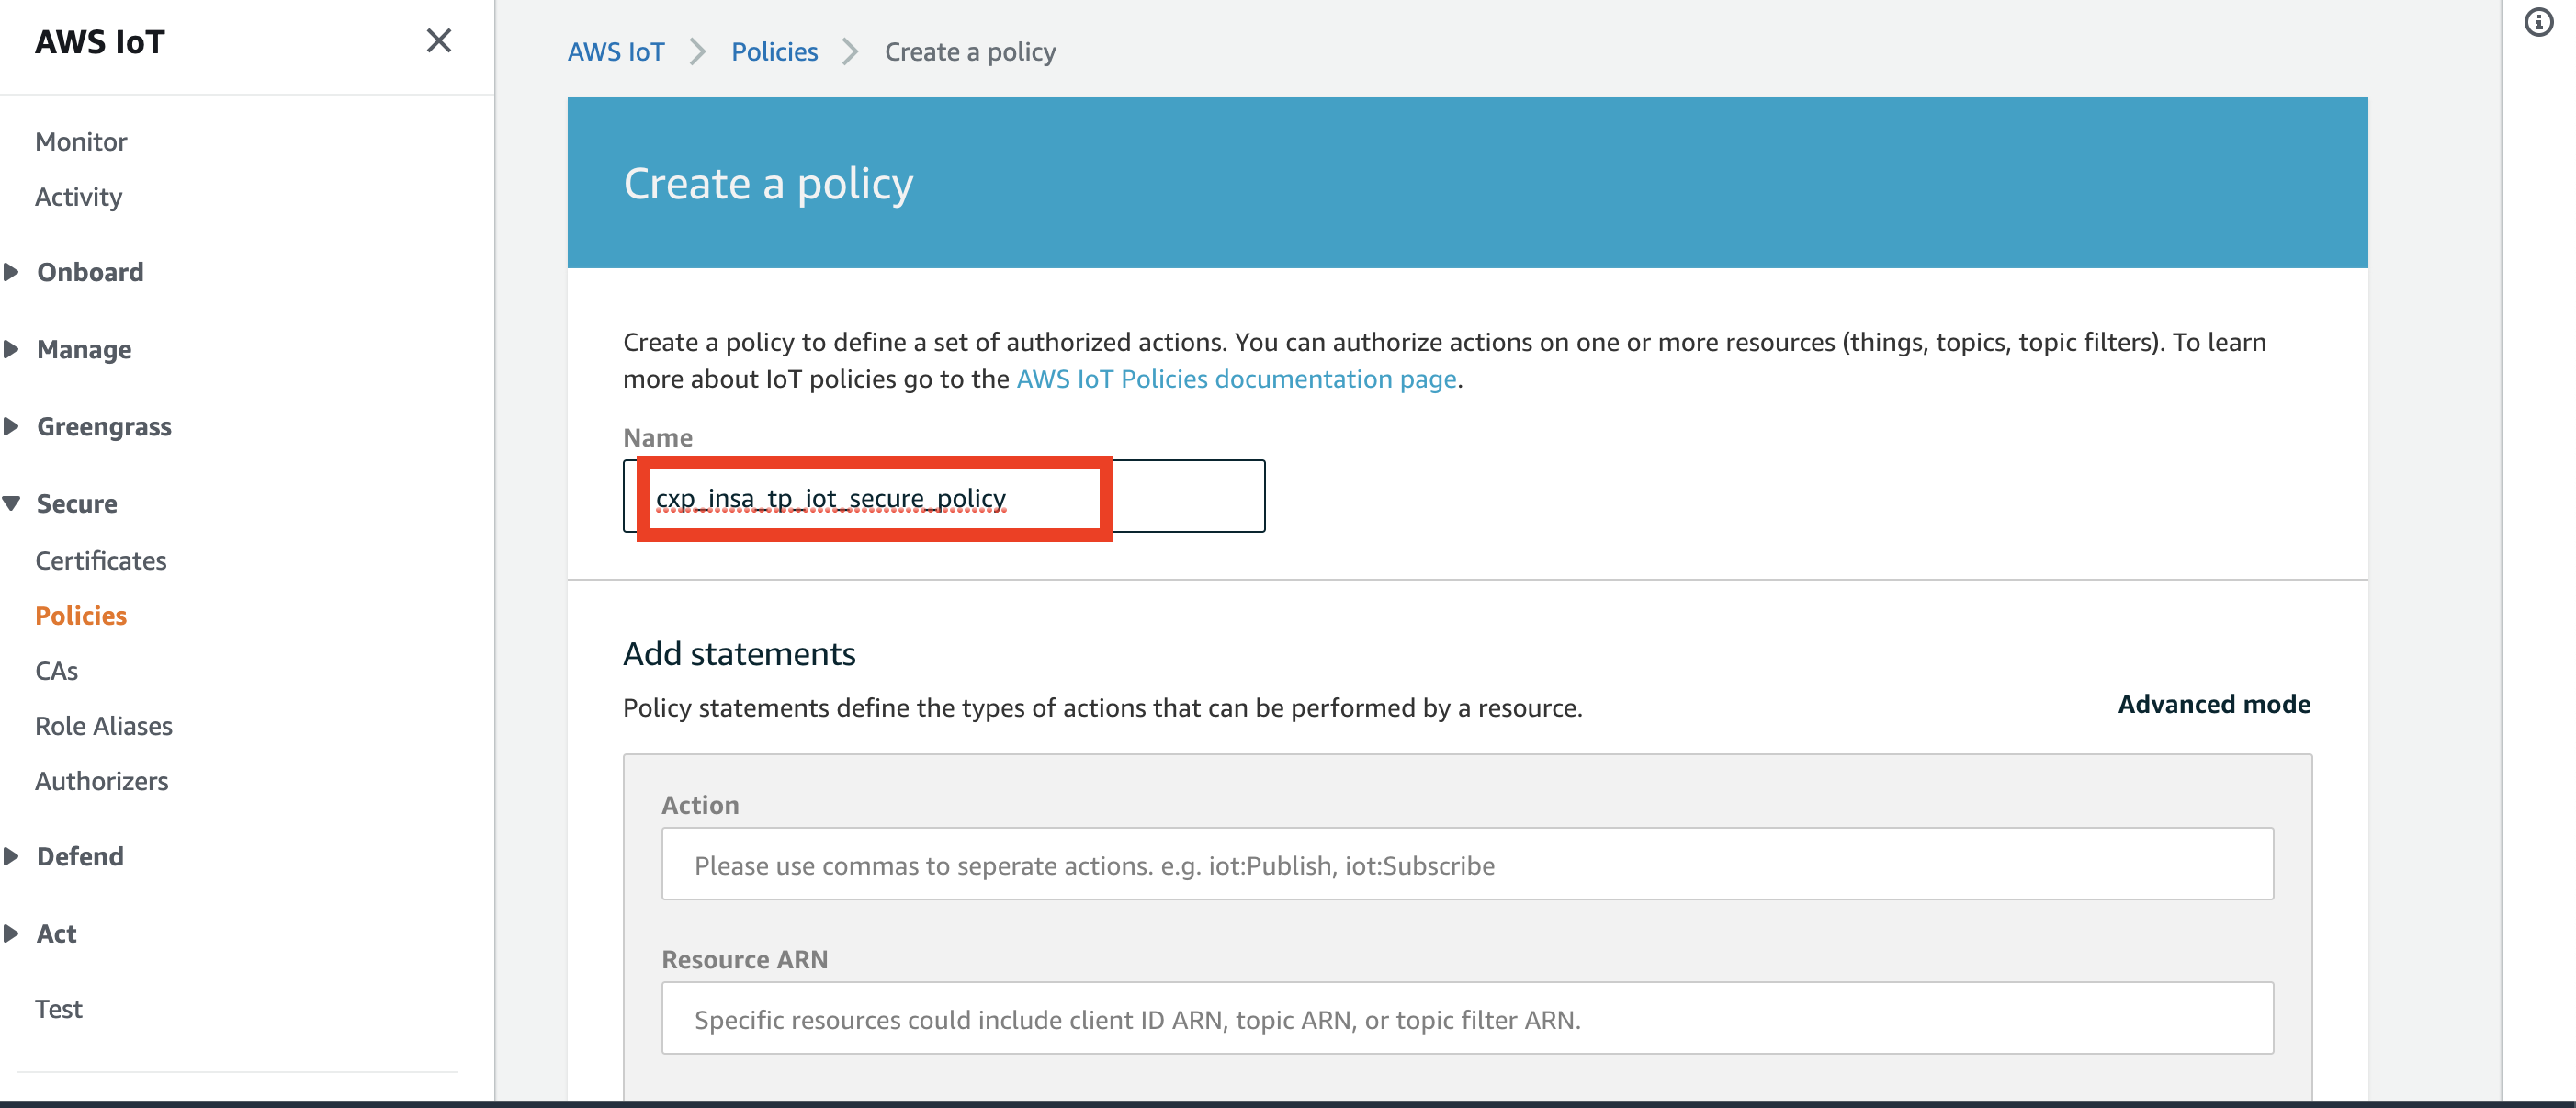 AWS IoT
Monitor
Activity
Onboard
Manage
Greengrass
Secure
Certificates
Policies
CAs
Role Aliases
Authorizers
Defend
Act
Test
AWS IoT > Policies > Create a policy
Create a policy
Create a policy to define a set of authorized actions. You can authorize actions on one or more resources (things, topics, topic filters). To learn
more about IoT policies go to the AWS IoT Policies documentation page.
Name
cxp_insa_tp_iot_secure_policy
Add statements
Policy statements define the types of actions that can be performed by a resource.
Advanced mode
Action
Please use commas to seperate actions. e.g. iot:Publish, iot:Subscribe
Resource ARN
Specific resources could include client ID ARN, topic ARN, or topic filter ARN.